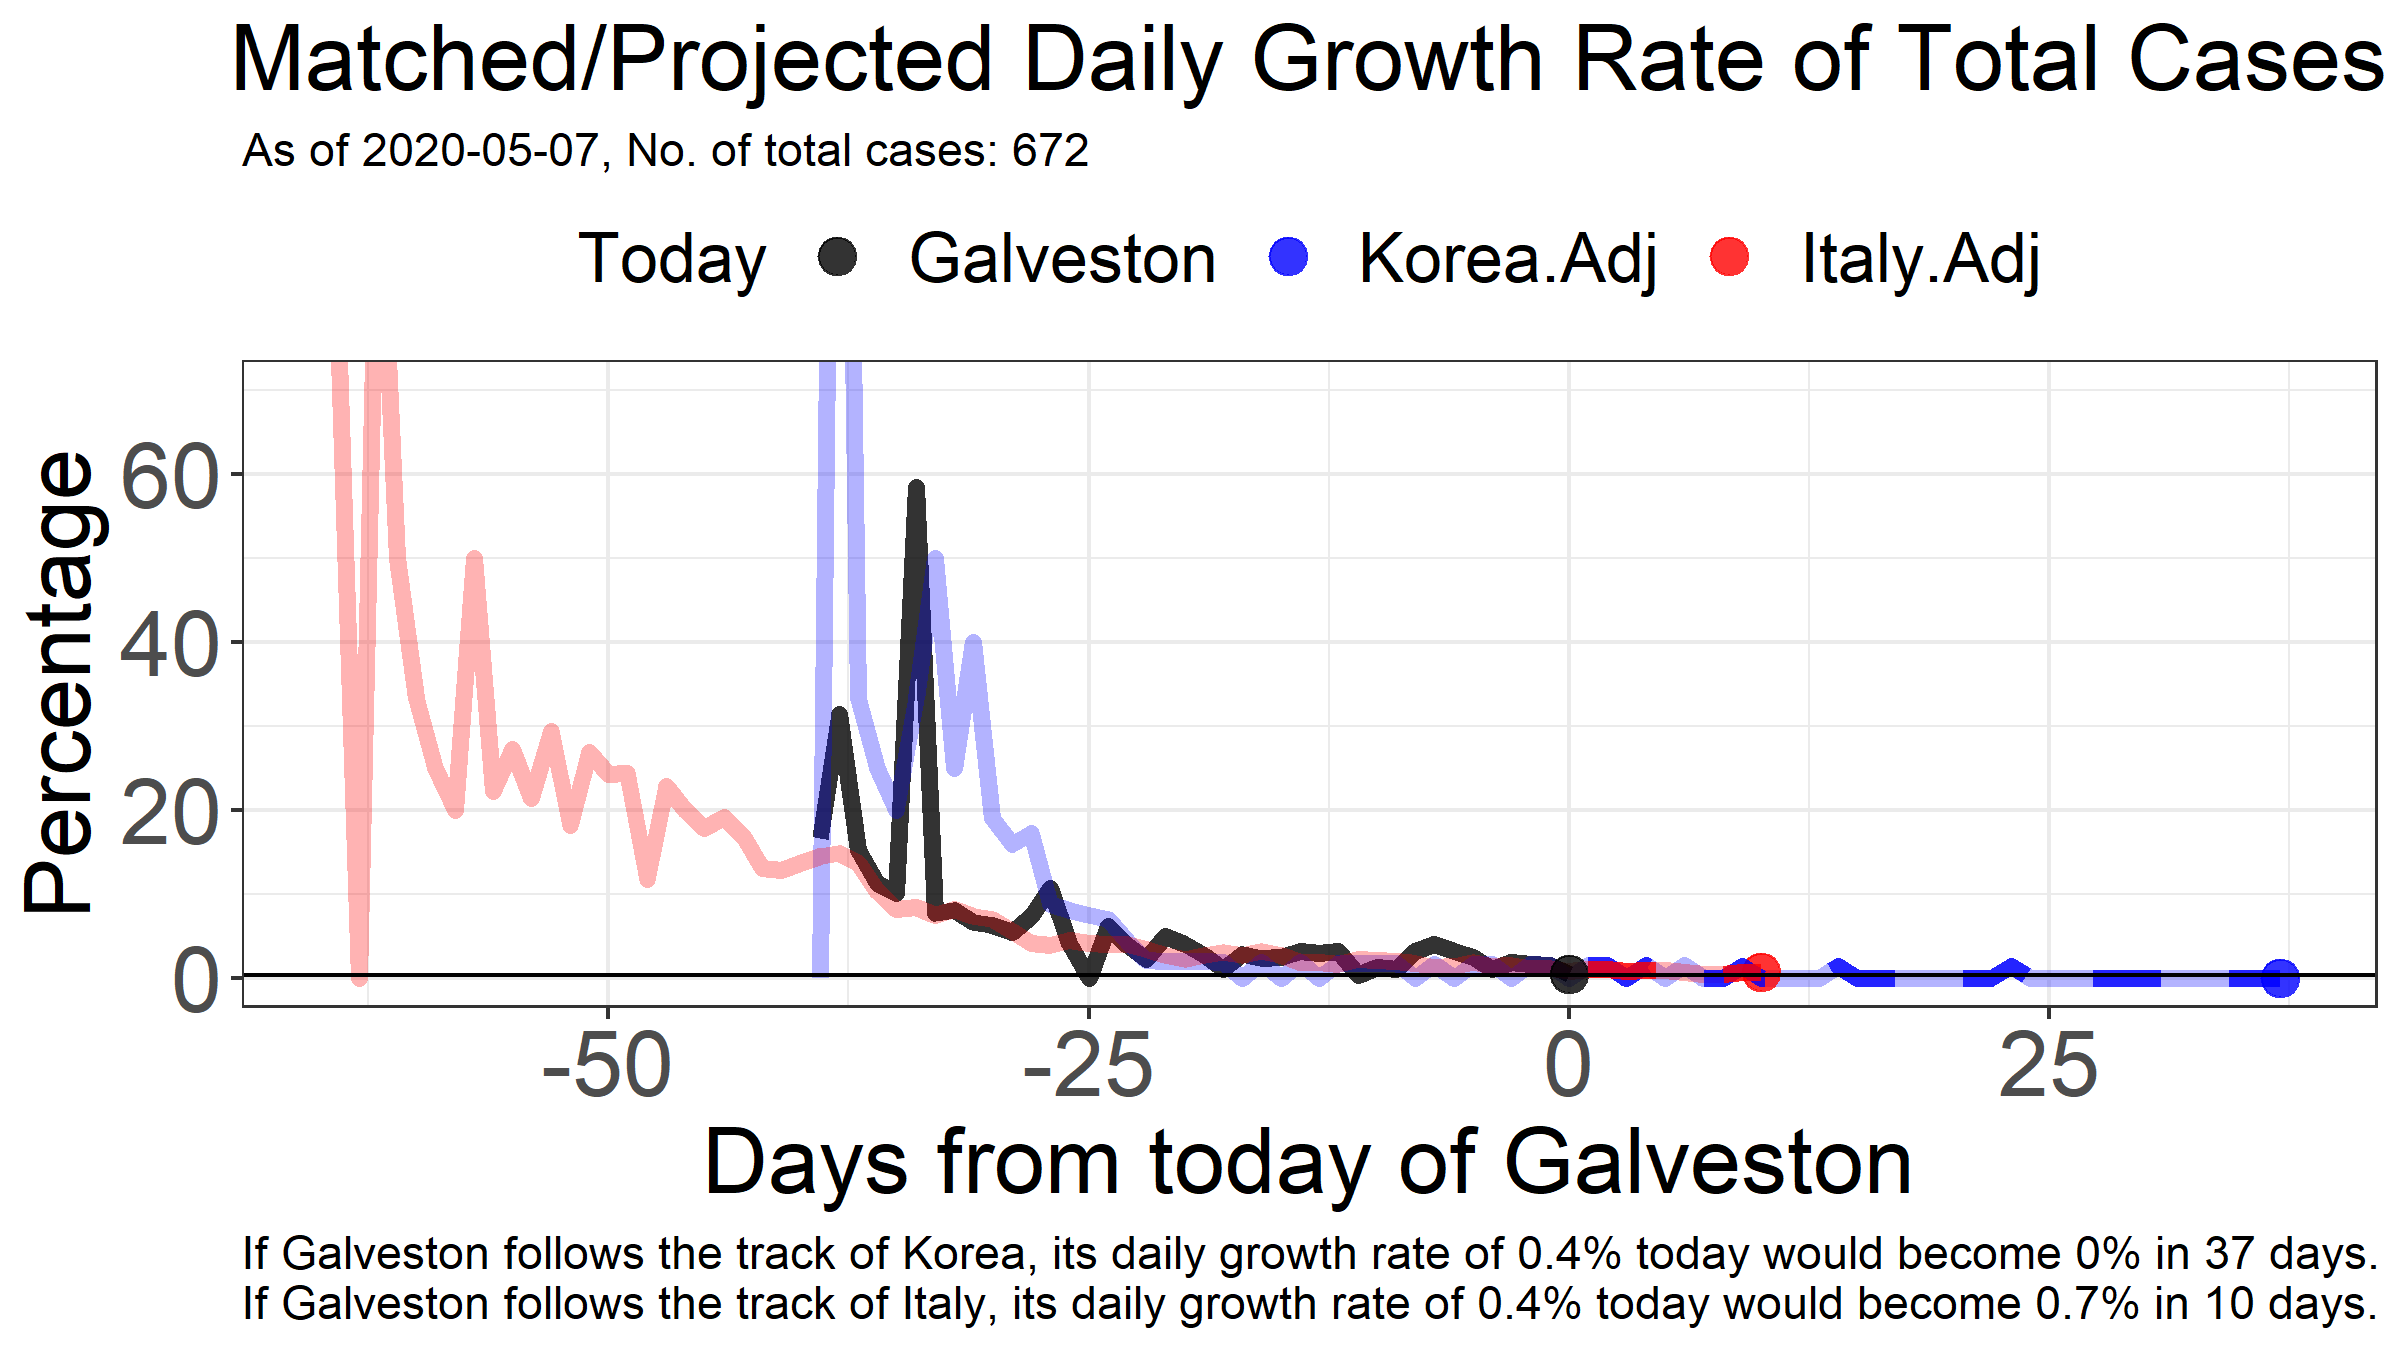 Matched/Projected Daily Growth Rate of Total Cases
As of 2020-05-07, No. of total cases: 672
Today Galveston Korea.Adj Italy.Adj
Percentage
60
40
20
0
-50 -25 0 25
Days from today of Galveston
If Galveston follows the track of Korea, its daily growth rate of 0.4% today would become 0% in 37 days.
If Galveston follows the track of Italy, its daily growth rate of 0.4% today would become 0.7% in 10 days.